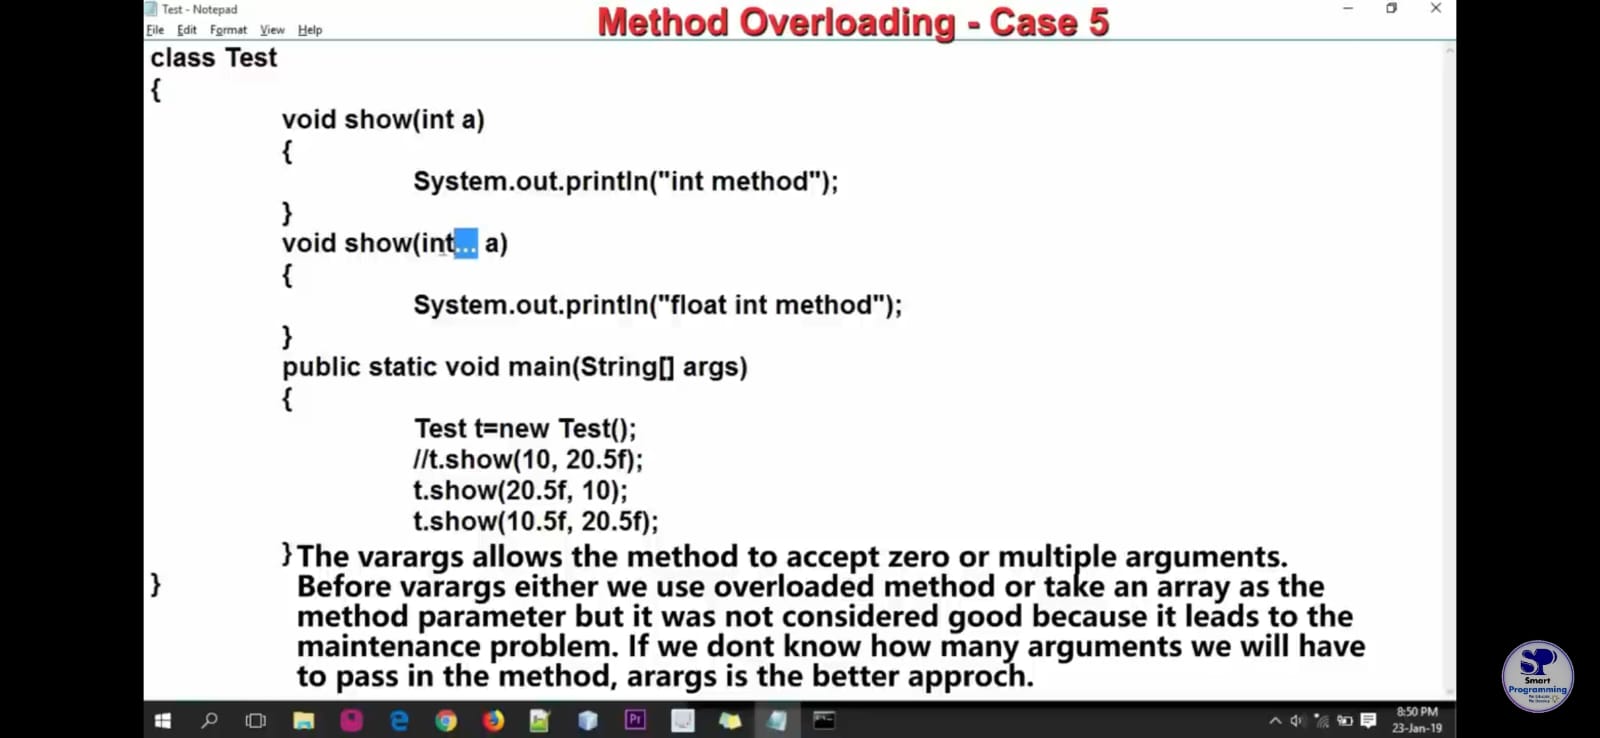 Test - Notepad
Method Overloading - Case 5
File Edit Format View Help
class Test
{
void show(int a)
{
System.out.println("int method");
}
void show(int... a)
{
System.out.println("float int method");
}
public static void main(String[] args)
{
Test t=new Test();
//t.show(10, 20.5f);
t.show(20.5f, 10);
t.show(10.5f, 20.5f);
} The varargs allows the method to accept zero or multiple arguments.
} Before varargs either we use overloaded method or take an array as the
method parameter but it was not considered good because it leads to the
maintenance problem. If we dont know how many arguments we will have
to pass in the method, arargs is the better approch.
SP
Smart
Programming
Pr
8:50 PM
23-Jan-19